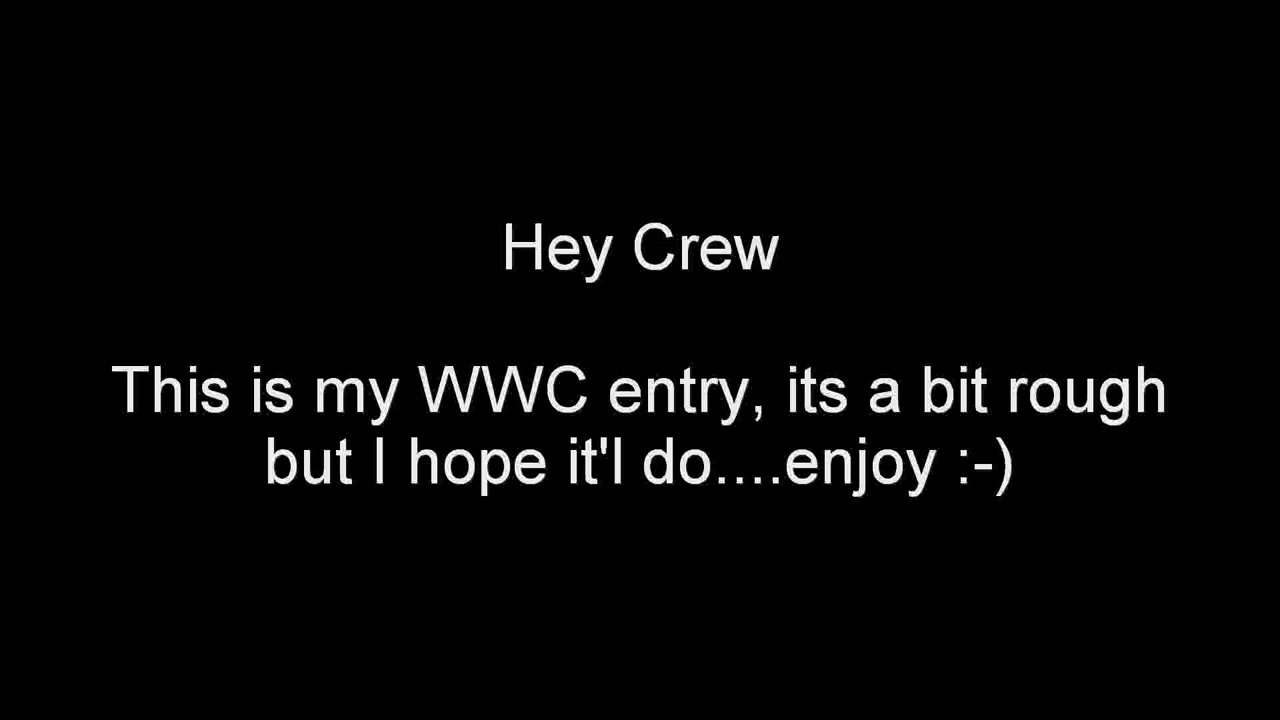 Hey Crew
This is my WWC entry, its a bit rough
but I hope it'l do....enjoy :-)